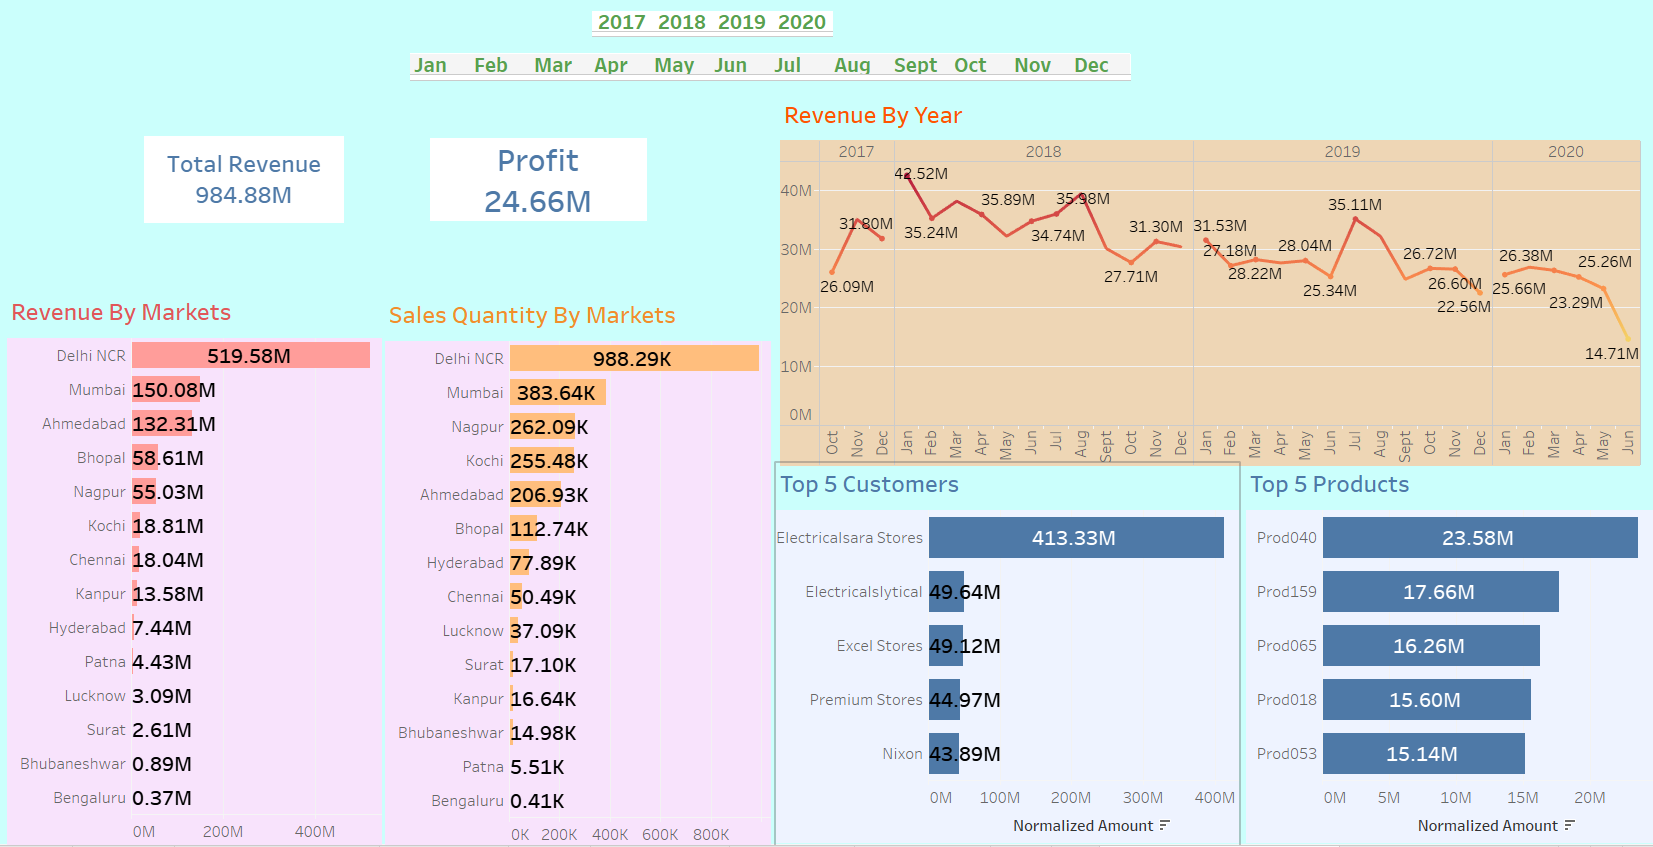 2017 2018 2019 2020
Jan Feb Mar Apr May Jun Jul Aug Sept Oct Nov Dec
Total Revenue
984.88M
Profit
24.66M
Revenue By Year
2017 2018 2019 2020
40M
30M
20M
10M
0M
26.09M
31.80M
42.52M
35.24M
35.89M
34.74M
35.98M
27.71M
31.30M
31.53M
27.18M
28.22M
28.04M
25.34M
35.11M
26.72M
26.60M
22.56M
25.66M
26.38M
23.29M
25.26M
14.71M
Oct Nov Dec Jan Feb Mar Apr May Jun Jul Aug Sept Oct Nov Dec Jan Feb Mar Apr May Jun Jul Aug Sept Oct Nov Dec Jan Feb Mar Apr May Jun
Revenue By Markets
Delhi NCR 519.58M
Mumbai 150.08M
Ahmedabad 132.31M
Bhopal 58.61M
Nagpur 55.03M
Kochi 18.81M
Chennai 18.04M
Kanpur 13.58M
Hyderabad 7.44M
Patna 4.43M
Lucknow 3.09M
Surat 2.61M
Bhubaneshwar 0.89M
Bengaluru 0.37M
0M 200M 400M
Sales Quantity By Markets
Delhi NCR 988.29K
Mumbai 383.64K
Nagpur 262.09K
Kochi 255.48K
Ahmedabad 206.93K
Bhopal 112.74K
Hyderabad 77.89K
Chennai 50.49K
Lucknow 37.09K
Surat 17.10K
Kanpur 16.64K
Bhubaneshwar 14.98K
Patna 5.51K
Bengaluru 0.41K
0K 200K 400K 600K 800K
Top 5 Customers
Electricalsara Stores 413.33M
Electricalslytical 49.64M
Excel Stores 49.12M
Premium Stores 44.97M
Nixon 43.89M
0M 100M 200M 300M 400M
Normalized Amount
Top 5 Products
Prod040 23.58M
Prod159 17.66M
Prod065 16.26M
Prod018 15.60M
Prod053 15.14M
0M 5M 10M 15M 20M
Normalized Amount